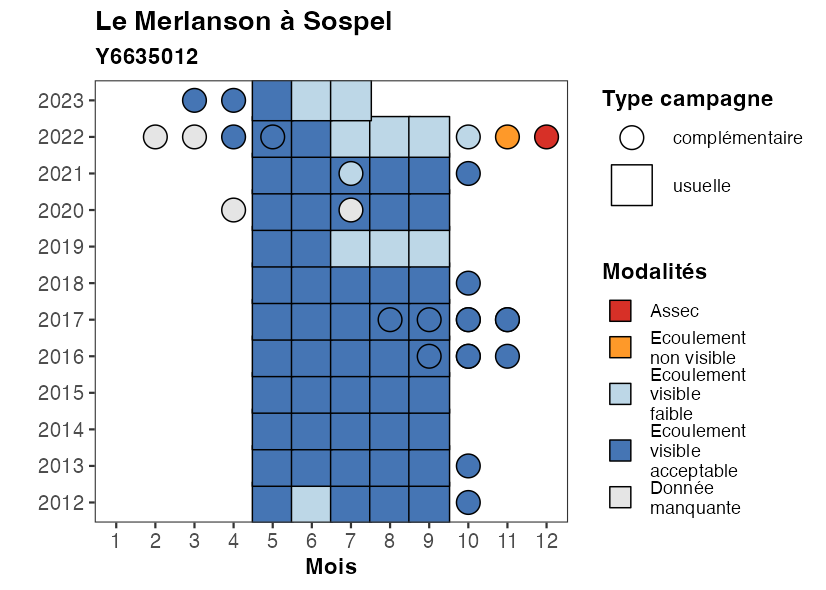 Le Merlanson à Sospel
Y6635012
2023
2022
2021
2020
2019
2018
2017
2016
2015
2014
2013
2012
1 2 3 4 5 6 7 8 9 10 11 12
Mois
Type campagne
complémentaire
usuelle
Modalités
Assec
Ecoulement
non visible
Ecoulement
visible
faible
Ecoulement
visible
acceptable
Donnée
manquante